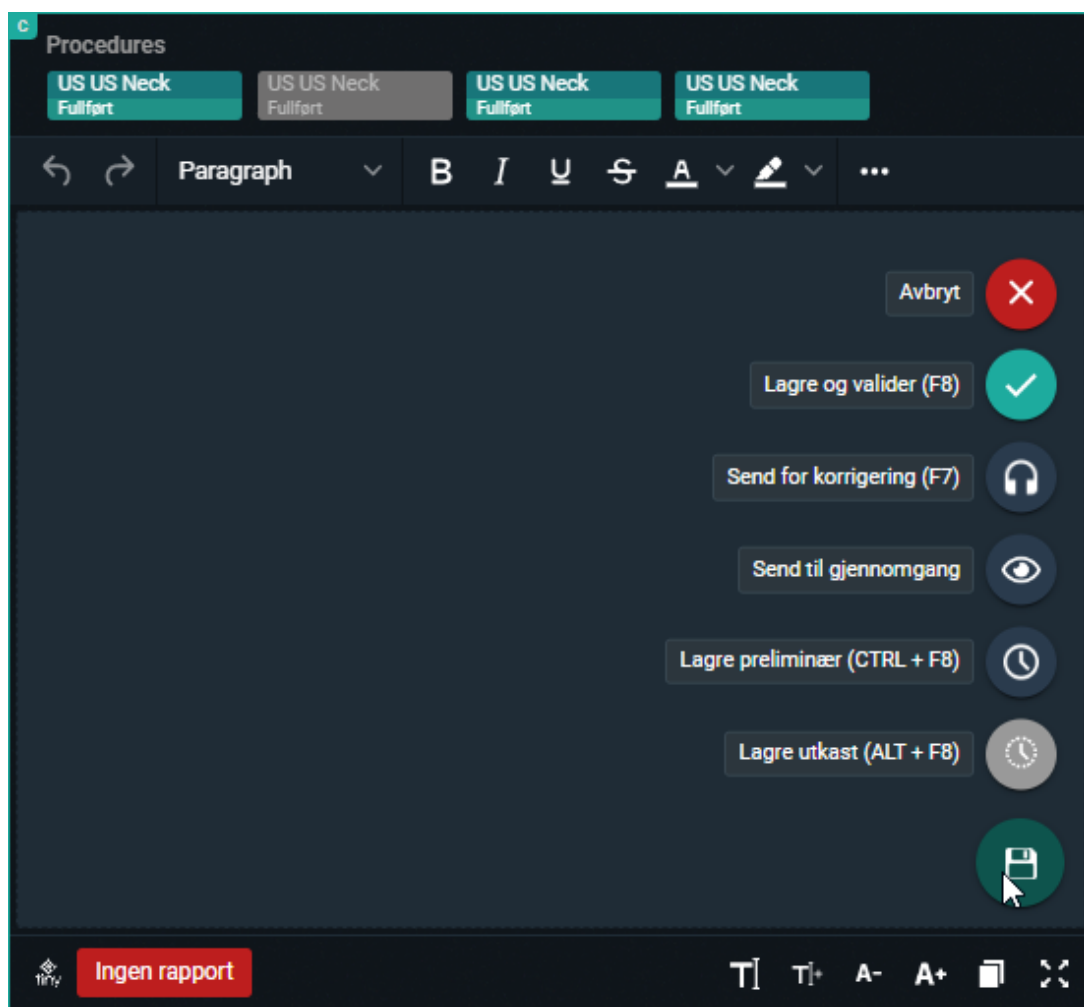 C
Procedures
US US Neck
Fullført
US US Neck
Fullført
US US Neck
Fullført
US US Neck
Fullført
Paragraph
B I U S A
Avbryt
Lagre og valider (F8)
Send for korrigering (F7)
Send til gjennomgang
Lagre preliminær (CTRL + F8)
Lagre utkast (ALT + F8)
tiny
Ingen rapport
T T+ A- A+